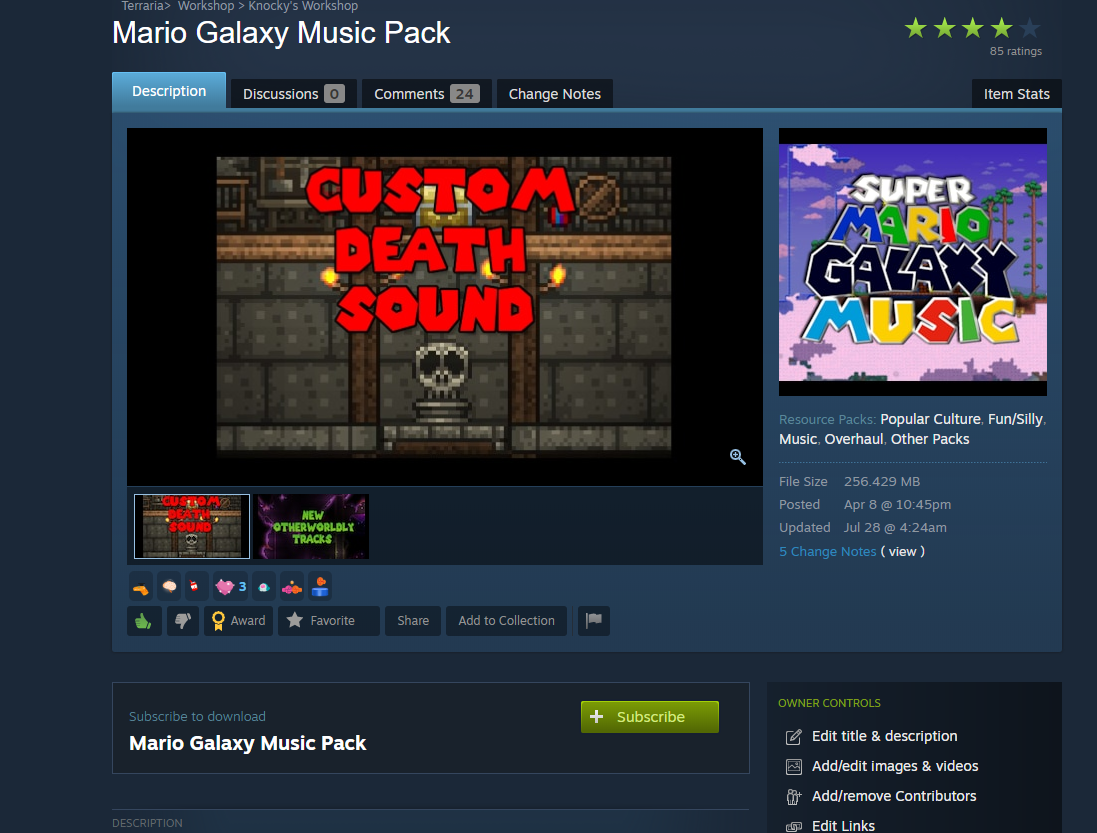 Terraria> Workshop > Knocky's Workshop
Mario Galaxy Music Pack
85 ratings
Description
Discussions 0
Comments 24
Change Notes
Item Stats
CUSTOM
DEATH
SOUND
SUPER
MARIO
GALAXY
MUSIC
Resource Packs: Popular Culture, Fun/Silly,
Music, Overhaul, Other Packs
File Size 256.429 MB
Posted Apr 8 @ 10:45pm
Updated Jul 28 @ 4:24am
5 Change Notes ( view )
CUSTOM
DEATH
SOUND
NEW
OTHERWORLDLY
TRACKS
3
Award
Favorite
Share
Add to Collection
Subscribe to download
Mario Galaxy Music Pack
Subscribe
OWNER CONTROLS
Edit title & description
Add/edit images & videos
Add/remove Contributors
Edit Links
DESCRIPTION